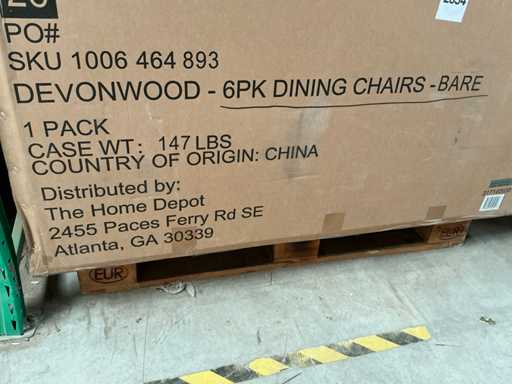 PO#
SKU 1006 464 893
DEVONWOOD - 6PK DINING CHAIRS - BARE
1 PACK
CASE WT: 147 LBS
COUNTRY OF ORIGIN: CHINA
Distributed by:
The Home Depot
2455 Paces Ferry Rd SE
Atlanta, GA 30339
EUR
EUR